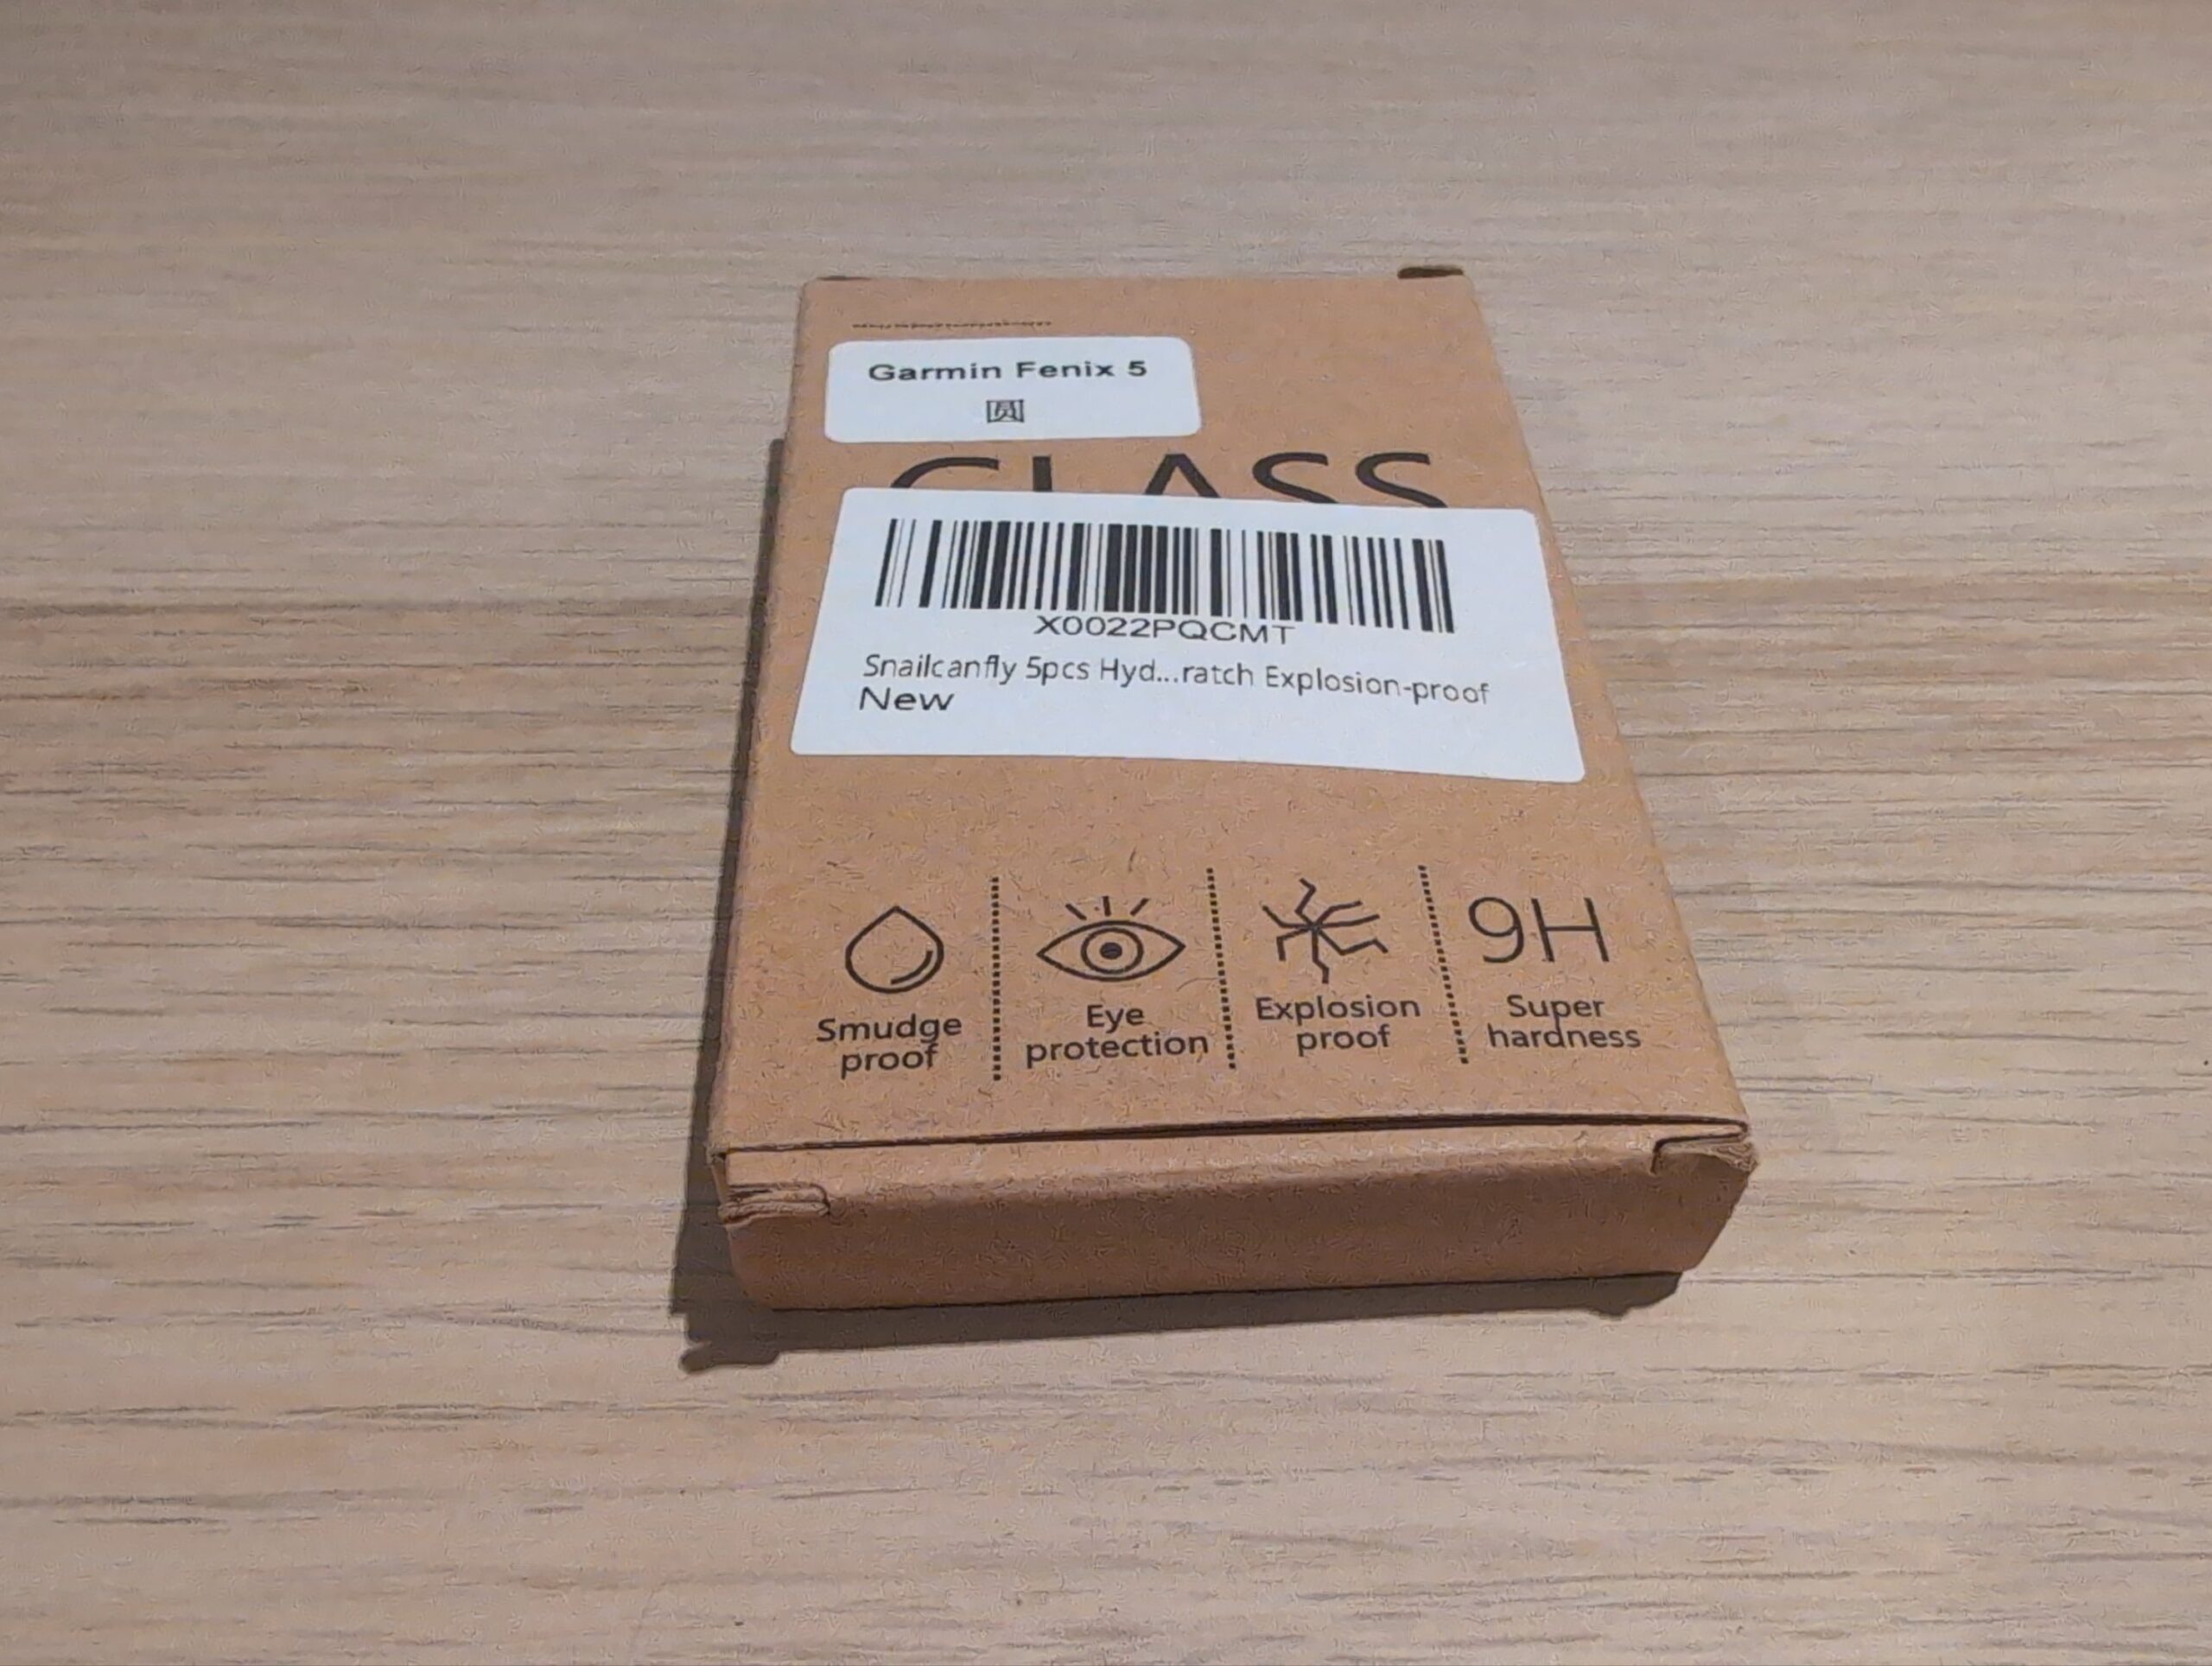 Garmin Fenix 5
圆
GLASS
X0022PQCMT
Snailcanfly 5pcs Hyd...ratch Explosion-proof
New
9H
Smudge
proof
Eye
protection
Explosion
proof
Super
hardness